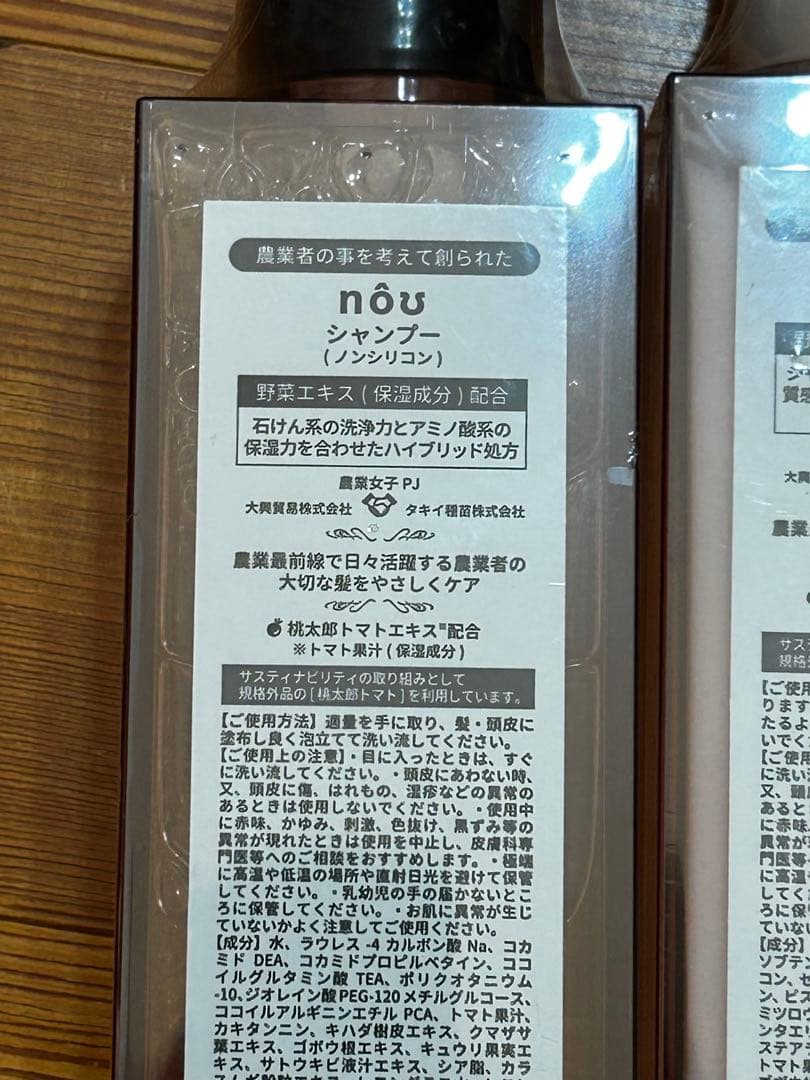 農業者の事を考えて創られた
nôu
シャンプー
(ノンシリコン)
野菜エキス(保湿成分)配合
石けん系の洗浄力とアミノ酸系の
保湿力を合わせたハイブリッド処方
農業女子PJ
大興貿易株式会社 タキイ種苗株式会社
農業最前線で日々活躍する農業者の
大切な髪をやさしくケア
桃太郎トマトエキス※配合
※トマト果汁(保湿成分)
サスティナビリティの取り組みとして
規格外品の[桃太郎トマト]を利用しています。
【ご使用方法】適量を手に取り、髪・頭皮に
塗布し良く泡立てて洗い流してください。
【ご使用上の注意】・目に入ったときは、すぐ
に洗い流してください。・頭皮にあわない時、
又、頭皮に傷、はれもの、湿疹などの異常の
あるときは使用しないでください。・使用中
に赤味、かゆみ、刺激、色抜け、黒ずみ等の
異常が現れたときは使用を中止し、皮膚科専
門医等へのご相談をおすすめします。・極端
に高温や低温の場所や直射日光を避けて保管
してください。・乳幼児の手の届かないとこ
ろに保管してください。・お肌に異常が生じ
ていないかよく注意してご使用ください。
【成分】水、ラウレス-4カルボン酸Na、コカ
ミドDEA、コカミドプロピルベタイン、ココ
イルグルタミン酸TEA、ポリクオタニウム
-10、ジオレイン酸PEG-120メチルグルコース、
ココイルアルギニンエチルPCA、トマト果汁、
カキタンニン、キハダ樹皮エキス、クマザサ
葉エキス、ゴボウ根エキス、キュウリ果実エ
キス、サトウキビ液汁エキス、シア脂、カラ